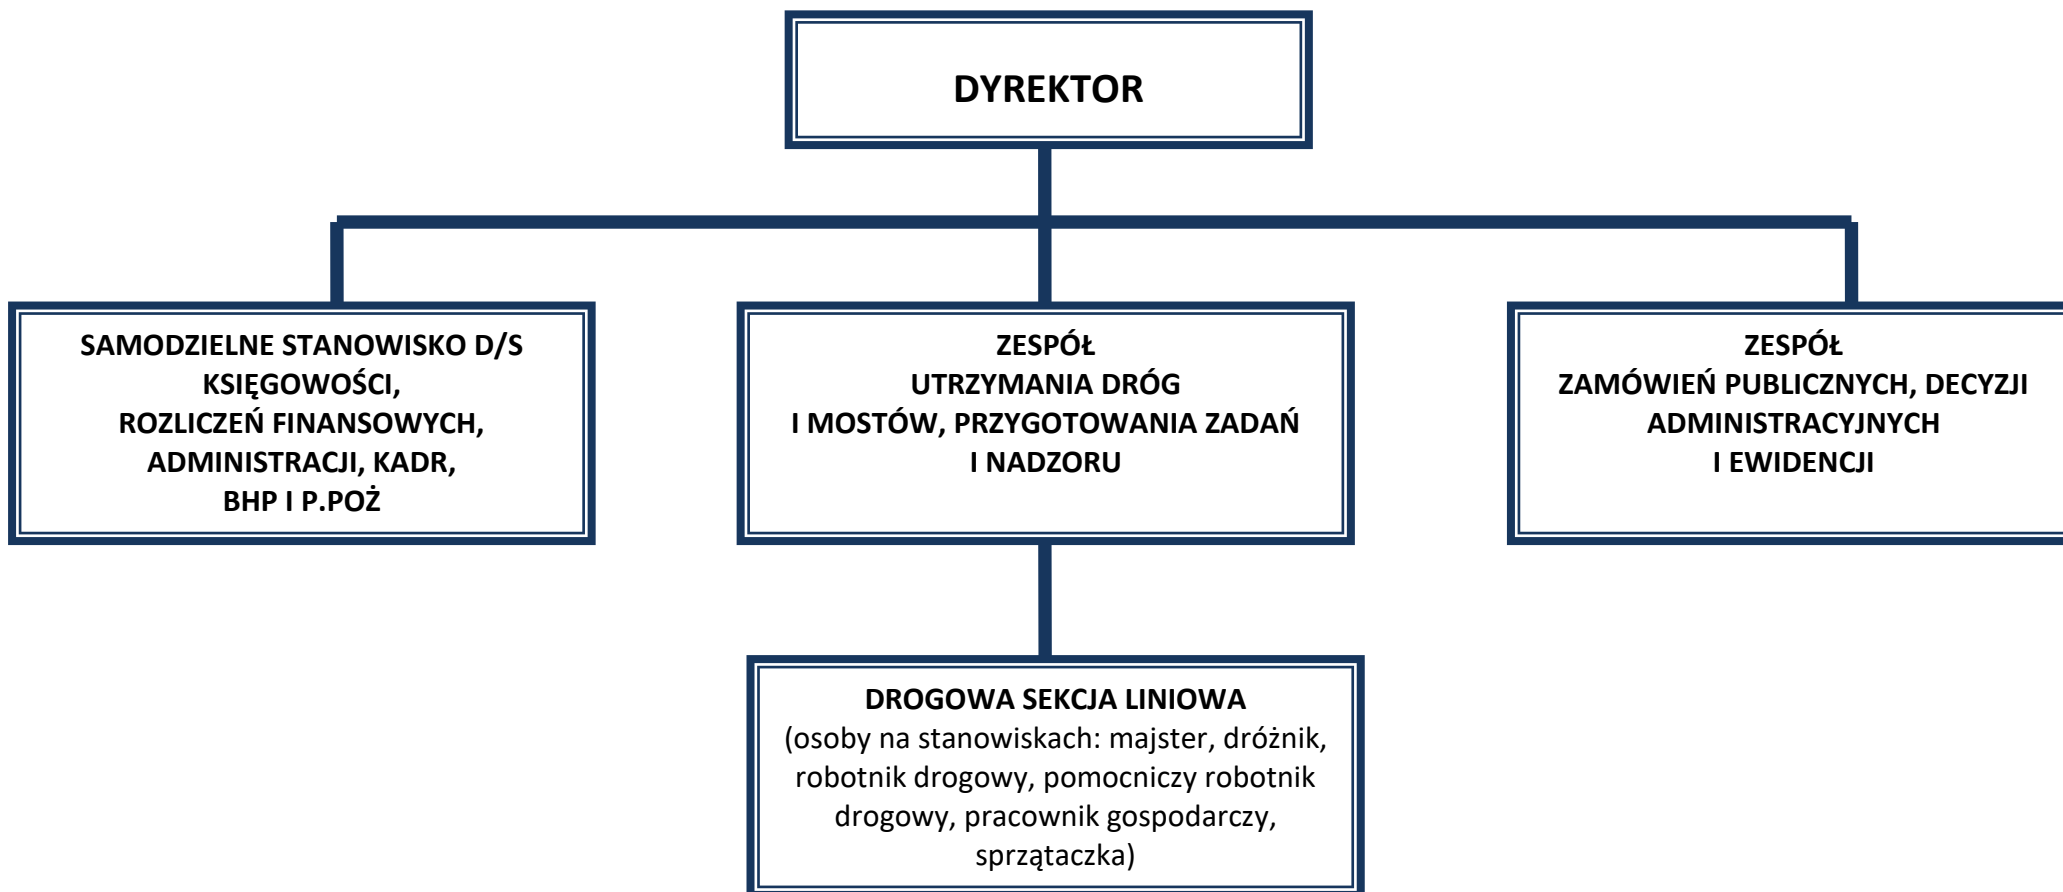 DYREKTOR
SAMODZIELNE STANOWISKO D/S
KSIĘGOWOŚCI,
ROZLICZEŃ FINANSOWYCH,
ADMINISTRACJI, KADR,
BHP I P.POŻ
ZESPÓŁ
UTRZYMANIA DRÓG
I MOSTÓW, PRZYGOTOWANIA ZADAŃ
I NADZORU
ZESPÓŁ
ZAMÓWIEŃ PUBLICZNYCH, DECYZJI
ADMINISTRACYJNYCH
I EWIDENCJI
DROGOWA SEKCJA LINIOWA
(osoby na stanowiskach: majster, dróżnik,
robotnik drogowy, pomocniczy robotnik
drogowy, pracownik gospodarczy,
sprzątaczka)